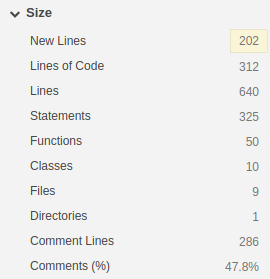 Size
New Lines 202
Lines of Code 312
Lines 640
Statements 325
Functions 50
Classes 10
Files 9
Directories 1
Comment Lines 286
Comments (%) 47.8%